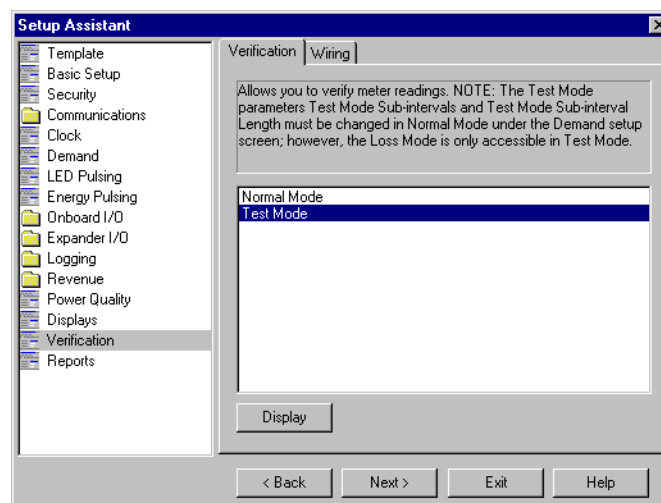 Setup Assistant
Template
Basic Setup
Security
Communications
Clock
Demand
LED Pulsing
Energy Pulsing
Onboard I/O
Expander I/O
Logging
Revenue
Power Quality
Displays
Verification
Reports
Verification Wiring
Allows you to verify meter readings. NOTE: The Test Mode
parameters Test Mode Sub-intervals and Test Mode Sub-interval
Length must be changed in Normal Mode under the Demand setup
screen; however, the Loss Mode is only accessible in Test Mode.
Normal Mode
Test Mode
Display
< Back Next > Exit Help